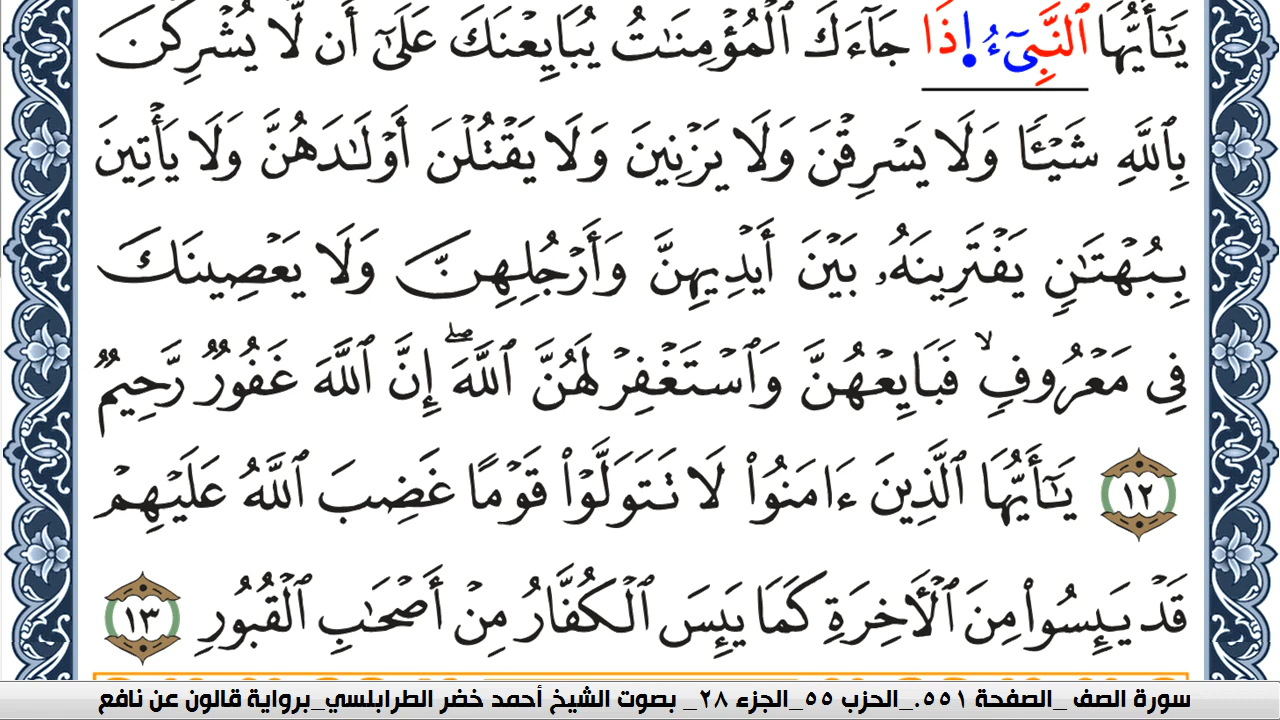 يَـٰٓأَيُّهَا ٱلنَّبِيٓءُ ا۪ذَا جَآءَكَ ٱلْمُؤْمِنَـٰتُ يُبَايِعْنَكَ عَلَىٰٓ أَن لَّا يُشْرِكْنَ
بِٱللَّهِ شَيْـًٔا وَلَا يَسْرِقْنَ وَلَا يَزْنِينَ وَلَا يَقْتُلْنَ أَوْلَـٰدَهُنَّ وَلَا يَأْتِينَ
بِبُهْتَـٰنٍ يَفْتَرِينَهُۥ بَيْنَ أَيْدِيهِنَّ وَأَرْجُلِهِنَّ وَلَا يَعْصِينَكَ
فِى مَعْرُوفٍ ۙ فَبَايِعْهُنَّ وَٱسْتَغْفِرْ لَهُنَّ ٱللَّهَ ۖ إِنَّ ٱللَّهَ غَفُورٌ رَّحِيمٌ
١٢ يَـٰٓأَيُّهَا ٱلَّذِينَ ءَامَنُوا۟ لَا تَتَوَلَّوْا۟ قَوْمًا غَضِبَ ٱللَّهُ عَلَيْهِمْ
قَدْ يَئِسُوا۟ مِنَ ٱلْأَخِرَةِ كَمَا يَئِسَ ٱلْكُفَّارُ مِنْ أَصْحَـٰبِ ٱلْقُبُورِ ١٣
سورة الصف _الصفحة ٥٥١._الحزب ٥٥_الجزء ٢٨_ بصوت الشيخ أحمد خضر الطرابلسي_برواية قالون عن نافع